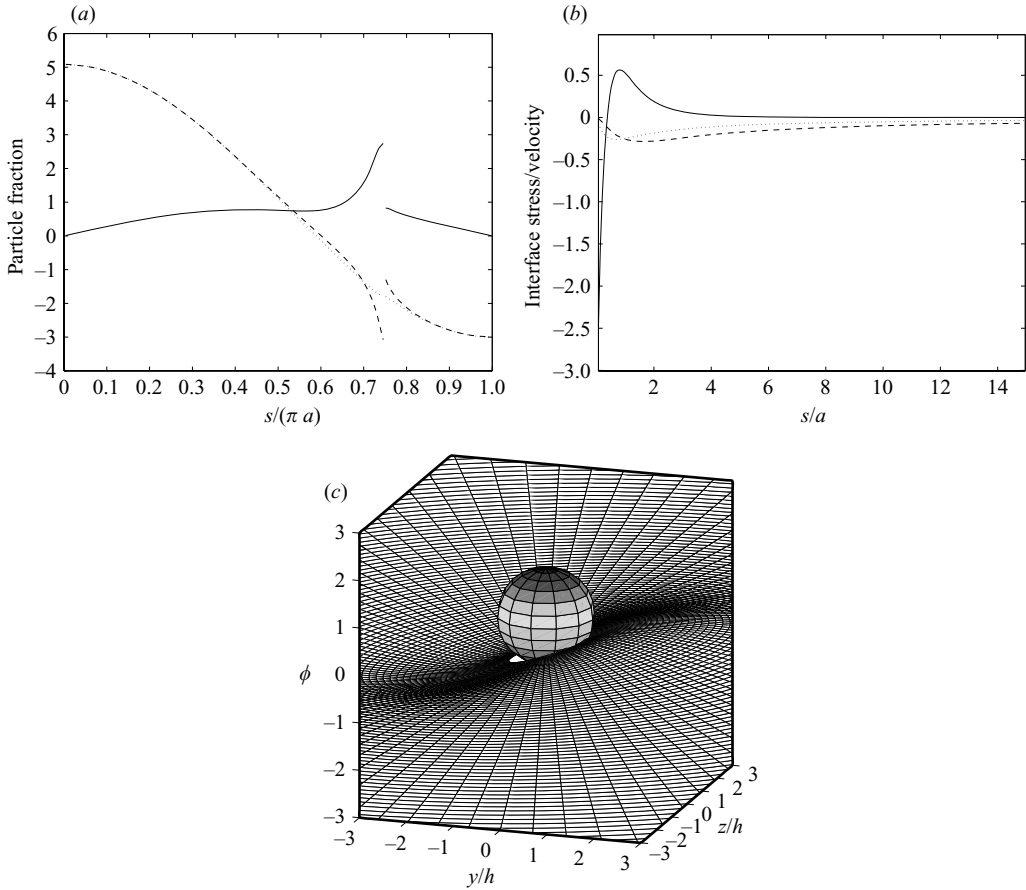 (a)
Particle fraction
6
5
4
3
2
1
0
–1
–2
–3
–4
0 0.1 0.2 0.3 0.4 0.5 0.6 0.7 0.8 0.9 1.0
s/(π a)
(b)
Interface stress/velocity
0.5
0
–0.5
–1.0
–1.5
–2.0
–2.5
–3.0
2 4 6 8 10 12 14
s/a
(c)
3
2
1
ϕ 0
–1
–2
–3
–3 –2 –1 0 1 2 3
y/h
–3 –2 –1 0 1 2 3
z/h